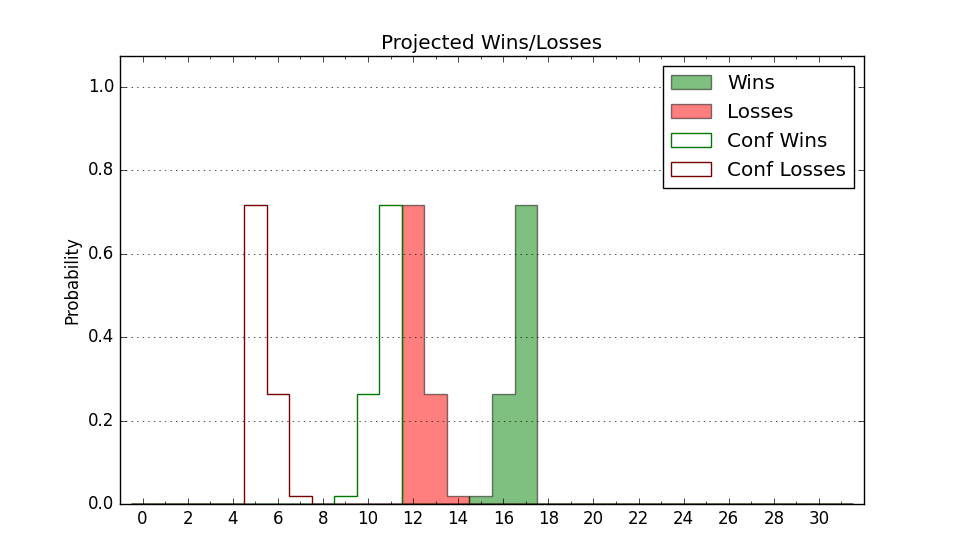 Projected Wins/Losses
Wins
Losses
Conf Wins
Conf Losses
Probability
1.0
0.8
0.6
0.4
0.2
0.0
0 2 4 6 8 10 12 14 16 18 20 22 24 26 28 30